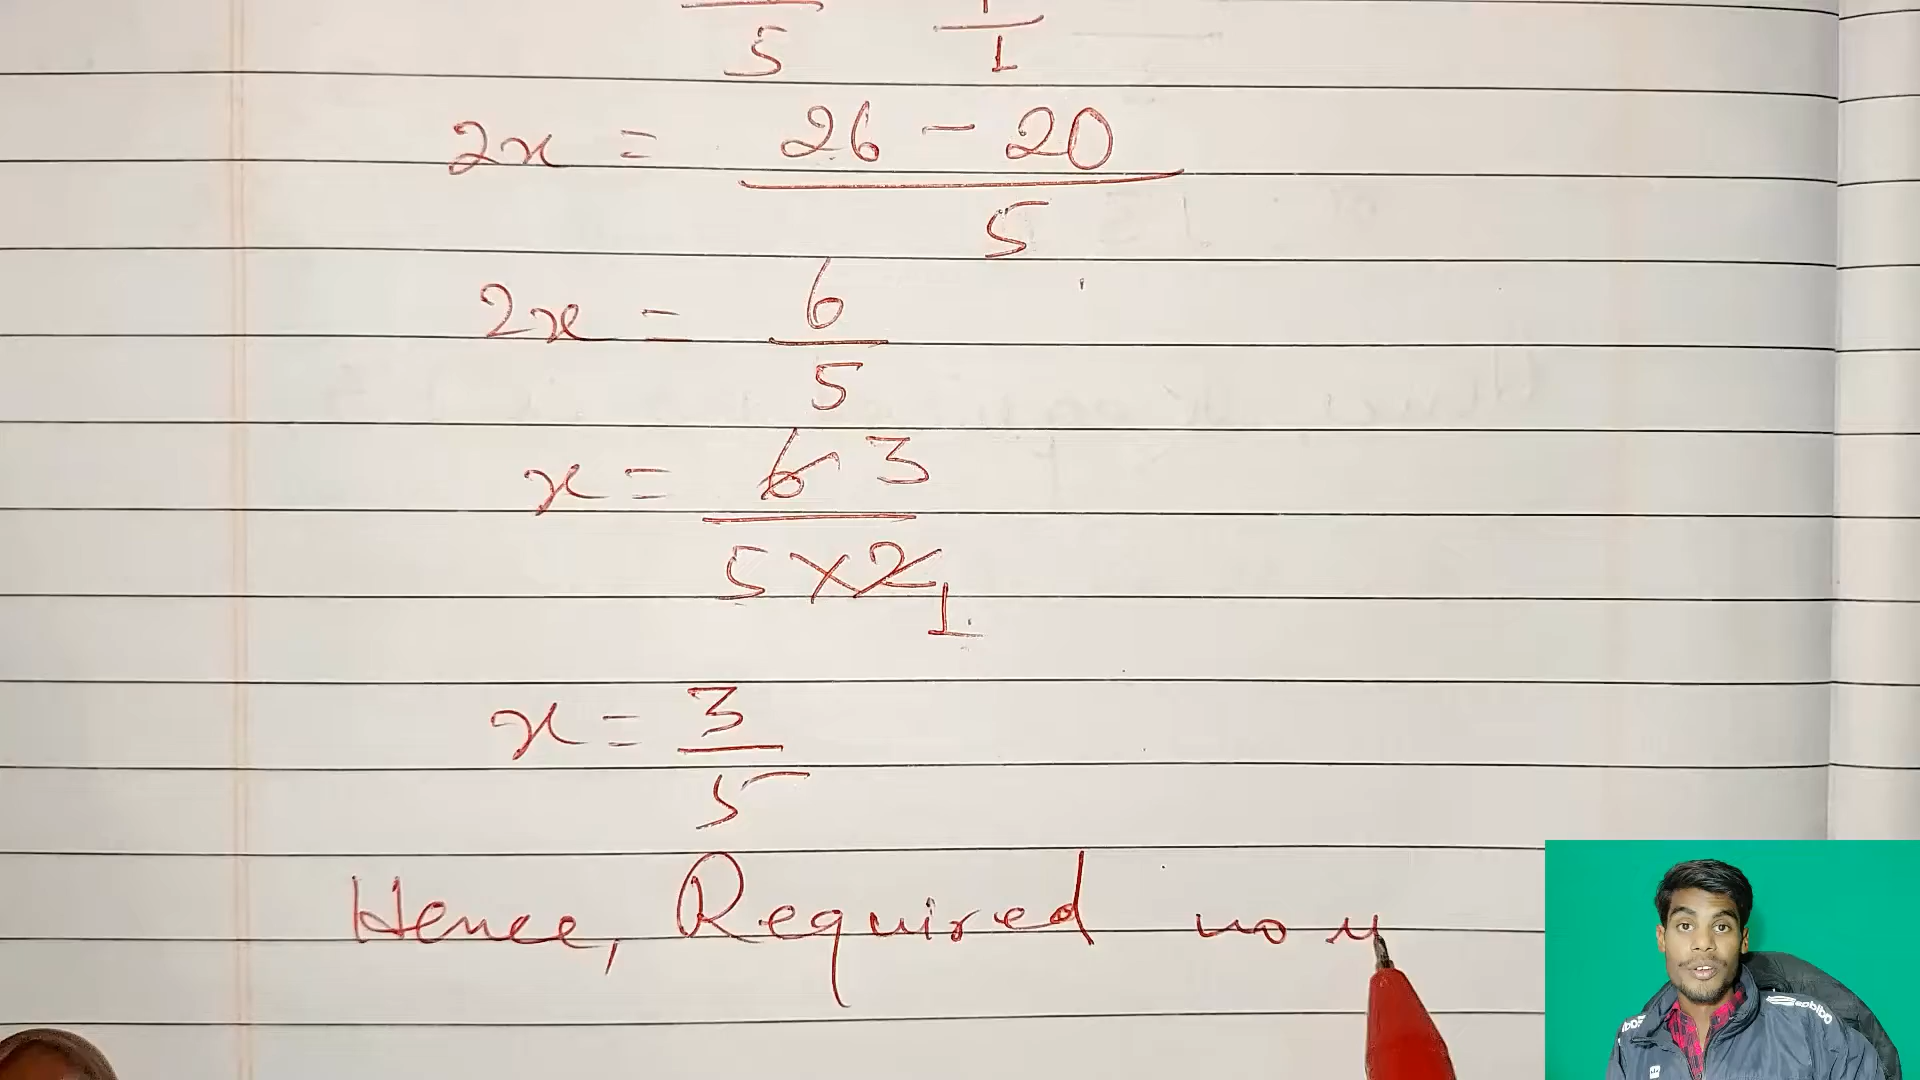 5 1
2x = 26 - 20
5
2x = 6
5
x = 6 3
5 × 2 1
x = 3
5
Hence, Required no
adidas